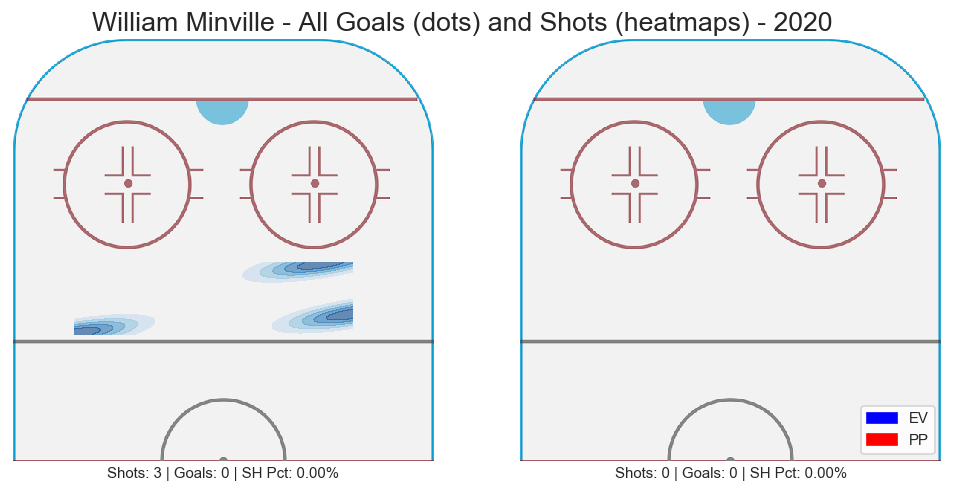 William Minville - All Goals (dots) and Shots (heatmaps) - 2020
EV
PP
Shots: 3 | Goals: 0 | SH Pct: 0.00%
Shots: 0 | Goals: 0 | SH Pct: 0.00%